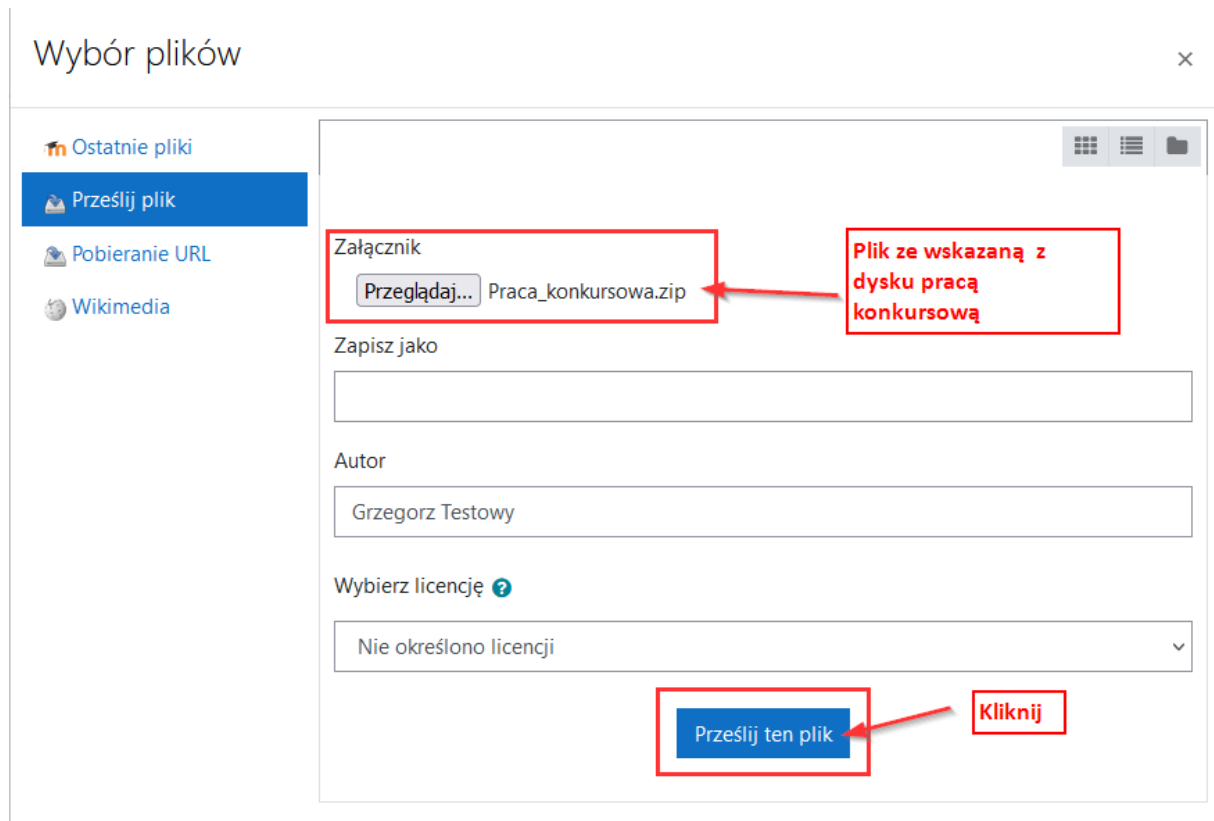 Wybór plików
×
Ostatnie pliki
Prześlij plik
Pobieranie URL
Wikimedia
Załącznik
Przeglądaj... Praca_konkursowa.zip
Plik ze wskazaną z
dysku pracą
konkursową
Zapisz jako
Autor
Grzegorz Testowy
Wybierz licencję ?
Nie określono licencji
Prześlij ten plik
Kliknij